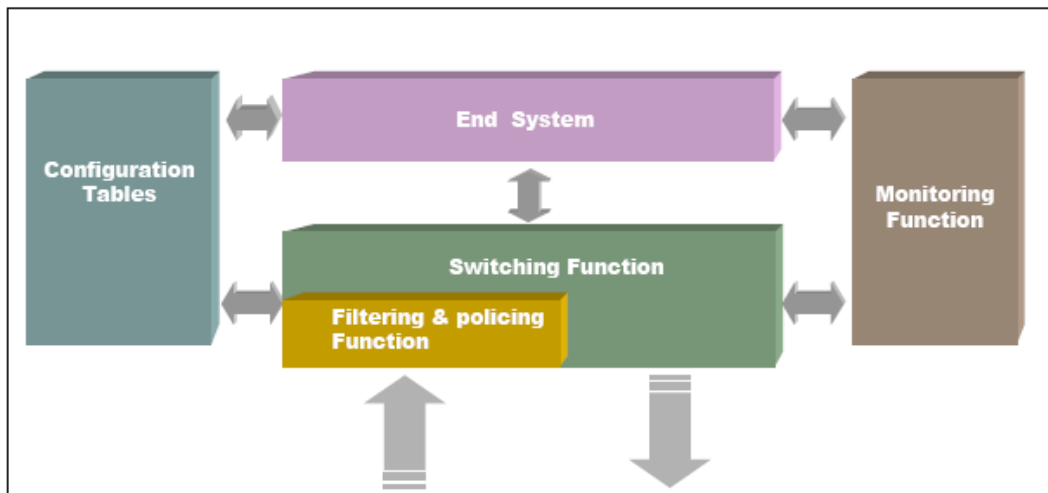 End System
Configuration
Tables
Monitoring
Function
Switching Function
Filtering & policing
Function